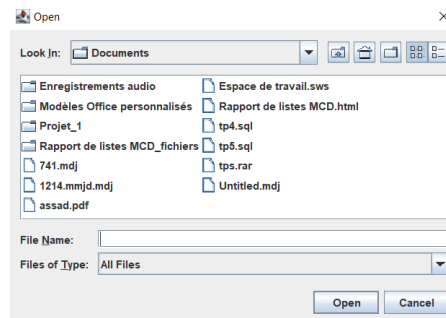 Open
Look In: Documents
Enregistrements audio
Modèles Office personnalisés
Projet_1
Rapport de listes MCD_fichiers
741.mdj
1214.mmjd.mdj
assad.pdf
Espace de travail.sws
Rapport de listes MCD.html
tp4.sql
tp5.sql
tps.rar
Untitled.mdj
File Name:
Files of Type: All Files
Open Cancel